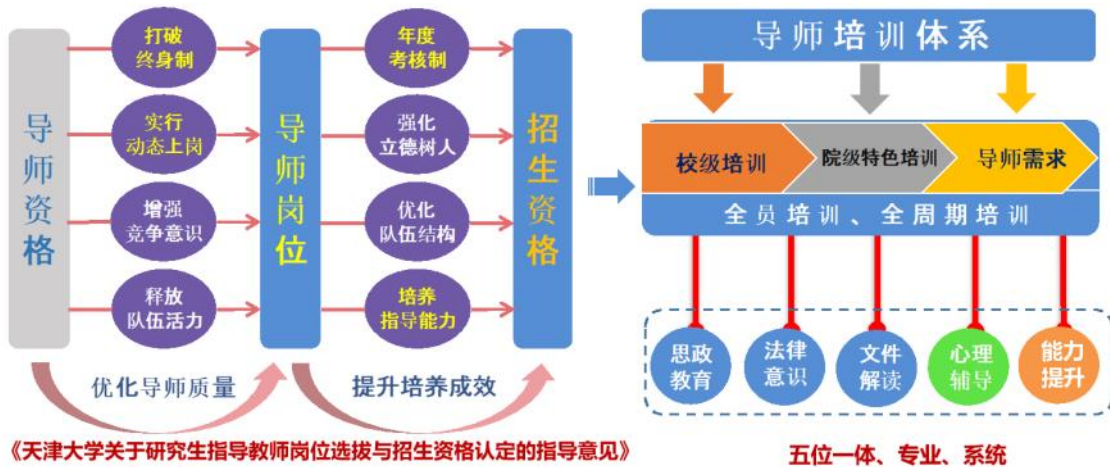 导师资格
打破
终身制
实行
动态上岗
增强
竞争意识
释放
队伍活力
导师岗位
年度
考核制
强化
立德树人
优化
队伍结构
培养
指导能力
招生资格
优化导师质量
提升培养成效
《天津大学关于研究生指导教师岗位选拔与招生资格认定的指导意见》
导师培训体系
校级培训
院级特色培训
导师需求
全员培训、全周期培训
思政
教育
法律
意识
文件
解读
心理
辅导
能力
提升
五位一体、专业、系统